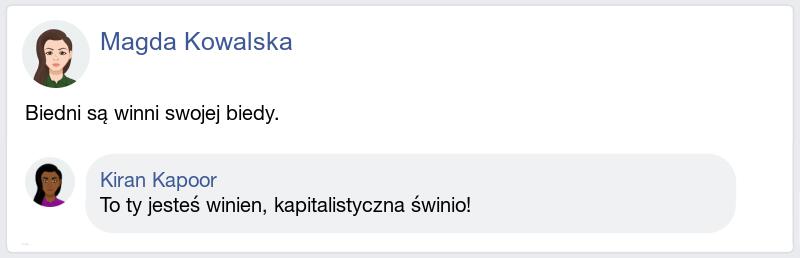 Magda Kowalska
Biedni są winni swojej biedy.
Kiran Kapoor
To ty jesteś winien, kapitalistyczna świnio!